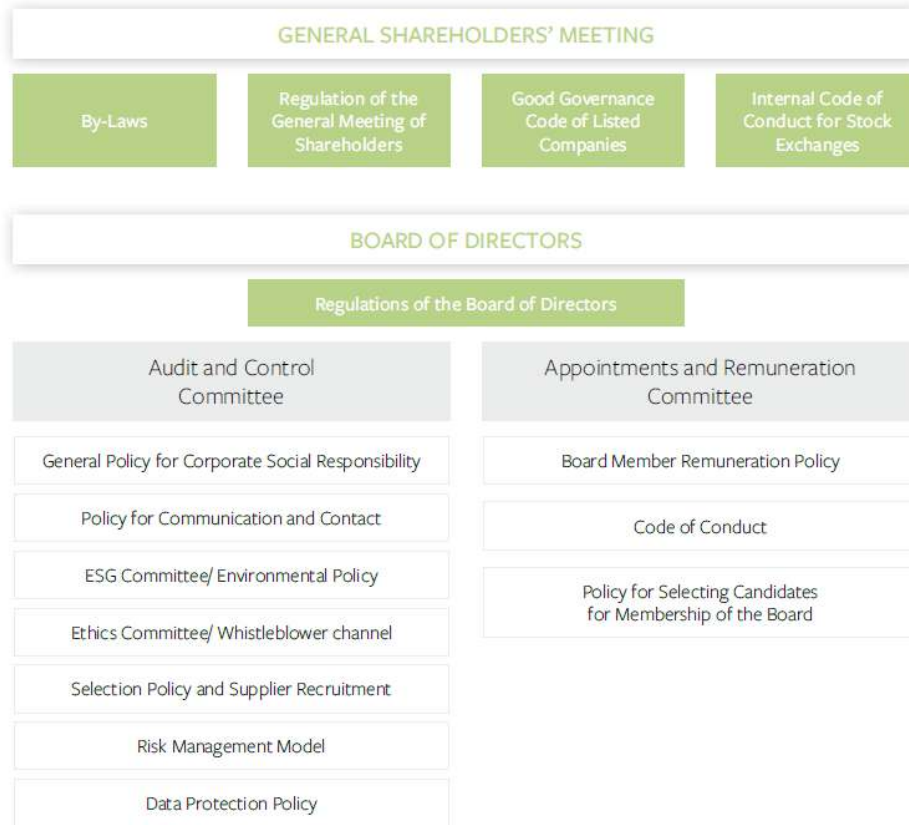 GENERAL SHAREHOLDERS' MEETING
By-Laws
Regulation of the
General Meeting of
Shareholders
Good Governance
Code of Listed
Companies
Internal Code of
Conduct for Stock
Exchanges
BOARD OF DIRECTORS
Regulations of the Board of Directors
Audit and Control
Committee
General Policy for Corporate Social Responsibility
Policy for Communication and Contact
ESG Committee/ Environmental Policy
Ethics Committee/ Whistleblower channel
Selection Policy and Supplier Recruitment
Risk Management Model
Data Protection Policy
Appointments and Remuneration
Committee
Board Member Remuneration Policy
Code of Conduct
Policy for Selecting Candidates
for Membership of the Board